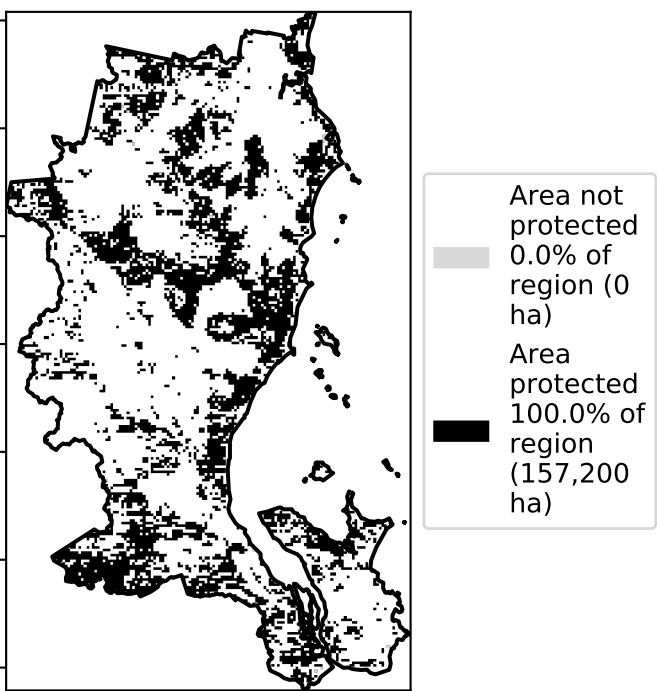 Area not
protected
0.0% of
region (0
ha)
Area
protected
100.0% of
region
(157,200
ha)